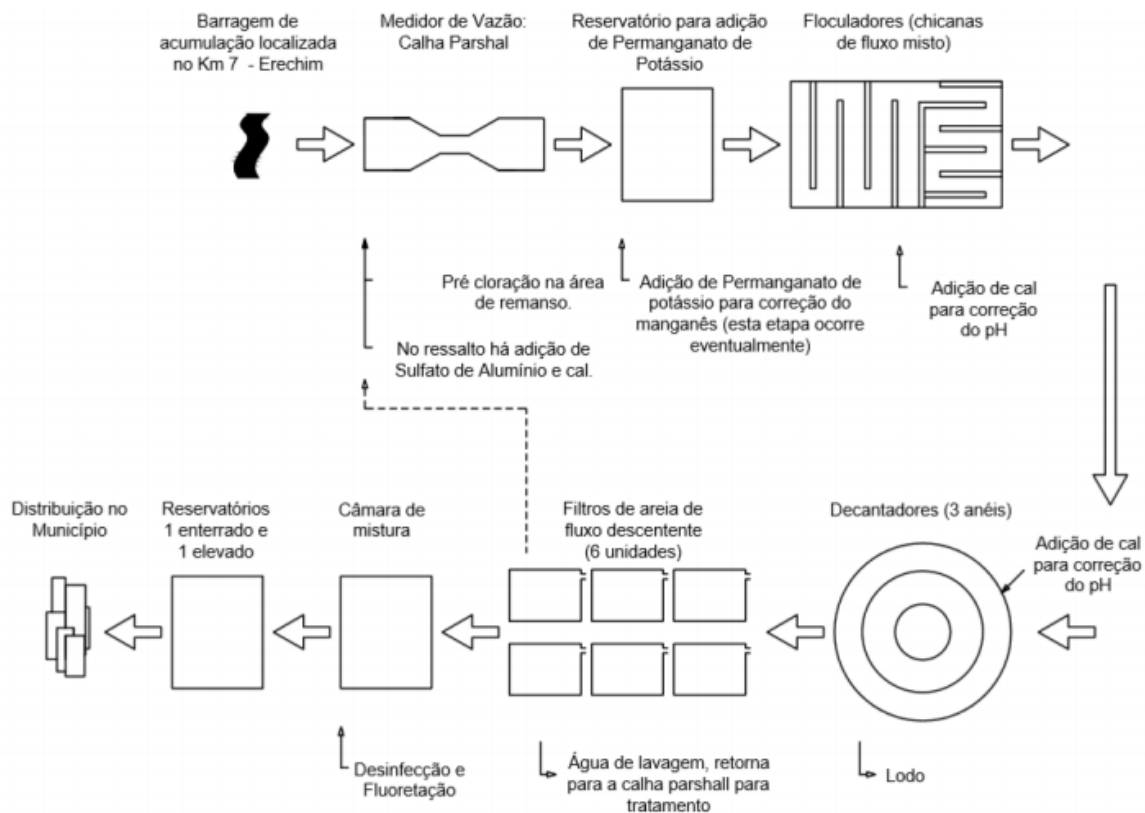 Barragem de
acumulação localizada
no Km 7 - Erechim
Medidor de Vazão:
Calha Parshal
Reservatório para adição
de Permanganato de
Potássio
Floculadores (chicanas
de fluxo misto)
Pré cloração na área
de remanso.
No ressalto há adição de
Sulfato de Alumínio e cal.
Adição de Permanganato de
potássio para correção do
manganês (esta etapa ocorre
eventualmente)
Adição de cal
para correção
do pH
Distribuição no
Município
Reservatórios
1 enterrado e
1 elevado
Câmara de
mistura
Filtros de areia de
fluxo descentente
(6 unidades)
Decantadores (3 anéis)
Adição de cal
para correção
do pH
Desinfecção e
Fluoretação
Água de lavagem, retorna
para a calha parshall para
tratamento
Lodo